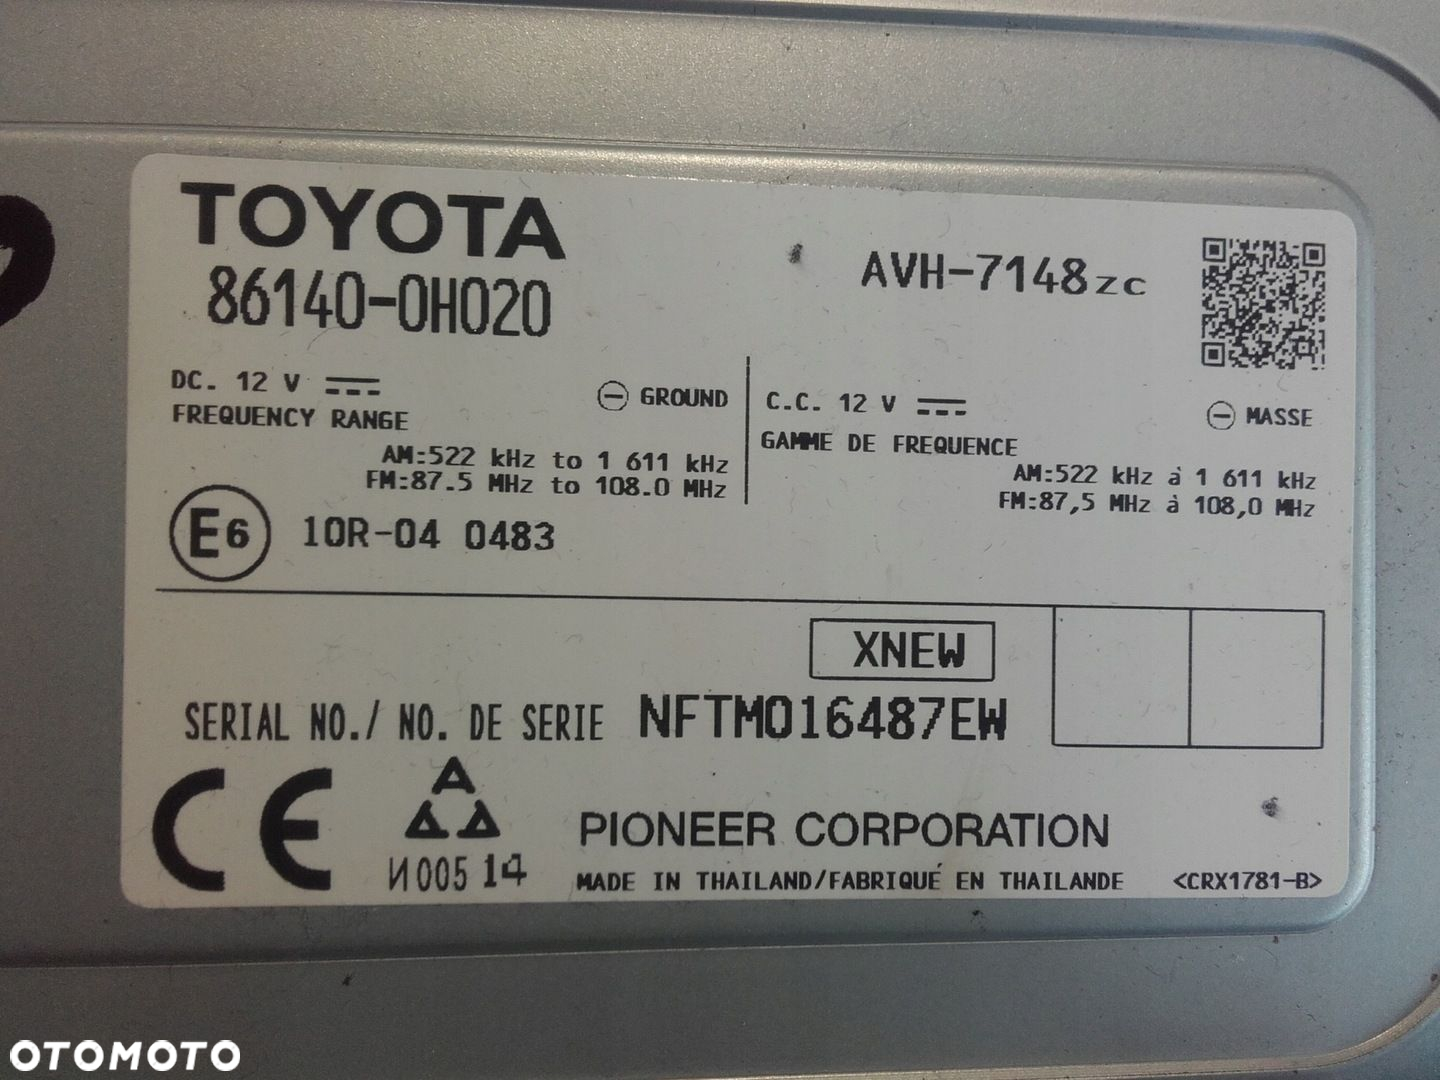 TOYOTA
86140-0H020
AVH-7148zc
DC. 12 V
GROUND
FREQUENCY RANGE
AM:522 kHz to 1 611 kHz
FM:87.5 MHz to 108.0 MHz
C.C. 12 V
MASSE
GAMME DE FREQUENCE
AM:522 kHz à 1 611 kHz
FM:87,5 MHz à 108,0 MHz
E6 10R-04 0483
XNEW
SERIAL NO./ NO. DE SERIE NFTM016487EW
CE
И00514
PIONEER CORPORATION
MADE IN THAILAND/FABRIQUÉ EN THAILANDE <CRX1781-B>
OTOMOTO